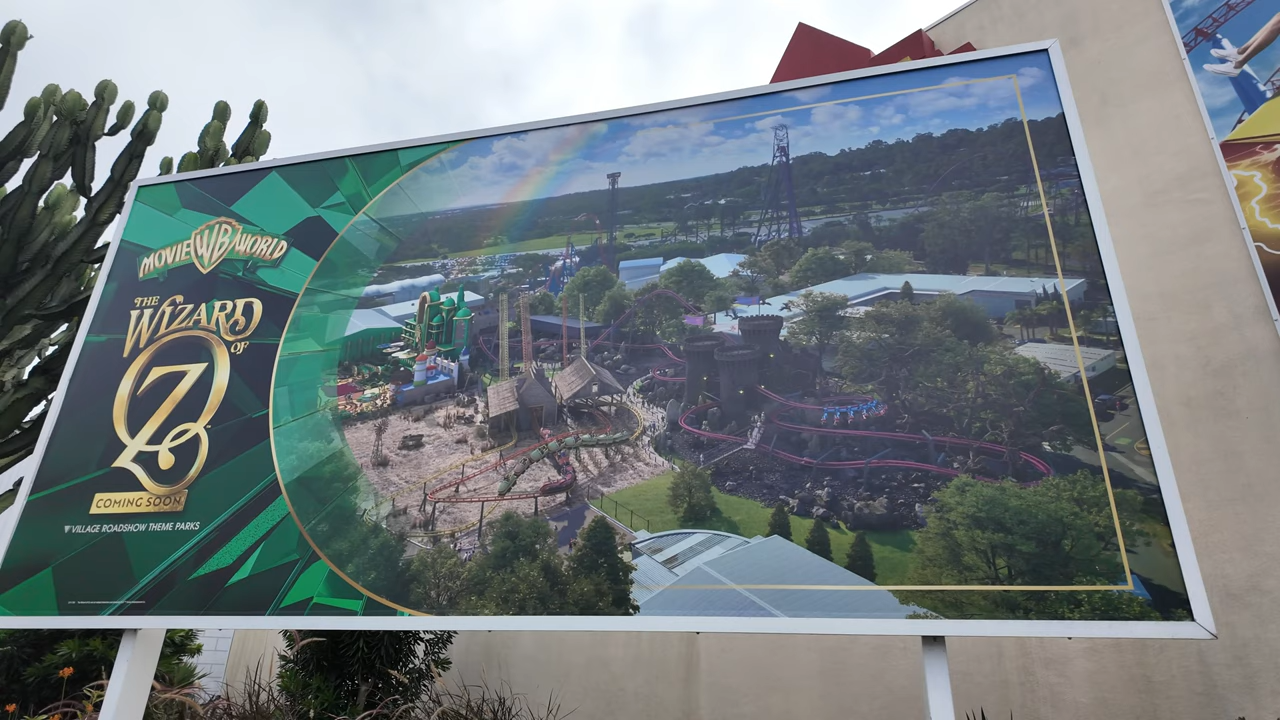 MOVIE WB WORLD
THE
WIZARD
OF
OZ
COMING SOON
VILLAGE ROADSHOW THEME PARKS